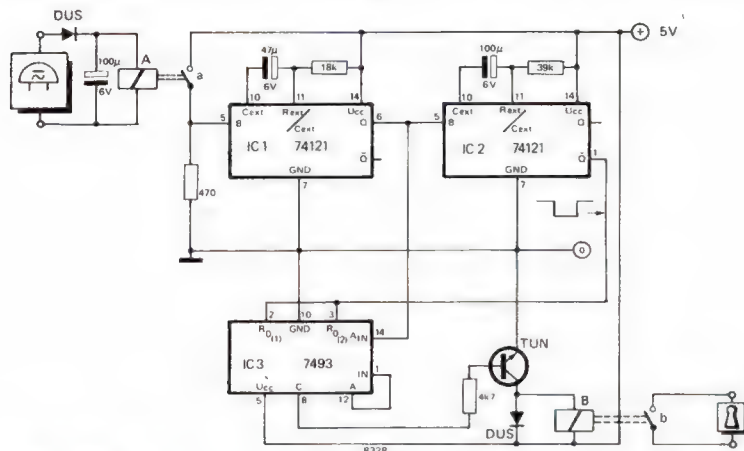 DUS
100µ
6V
A
a
47µ
6V
18k
10
11
14
Cext
Rext/Cext
Ucc
5
B
Q
6
IC1
74121
Q̄
GND
7
470
100µ
6V
39k
10
11
14
Cext
Rext/Cext
Ucc
5
B
Q
IC2
74121
Q̄
1
GND
7
+
5V
0
2
10
3
R0(1)
GND
R0(2)
AIN
14
IC3
7493
IN
1
Ucc
C
A
12
5
8
4k7
TUN
DUS
B
b
8338